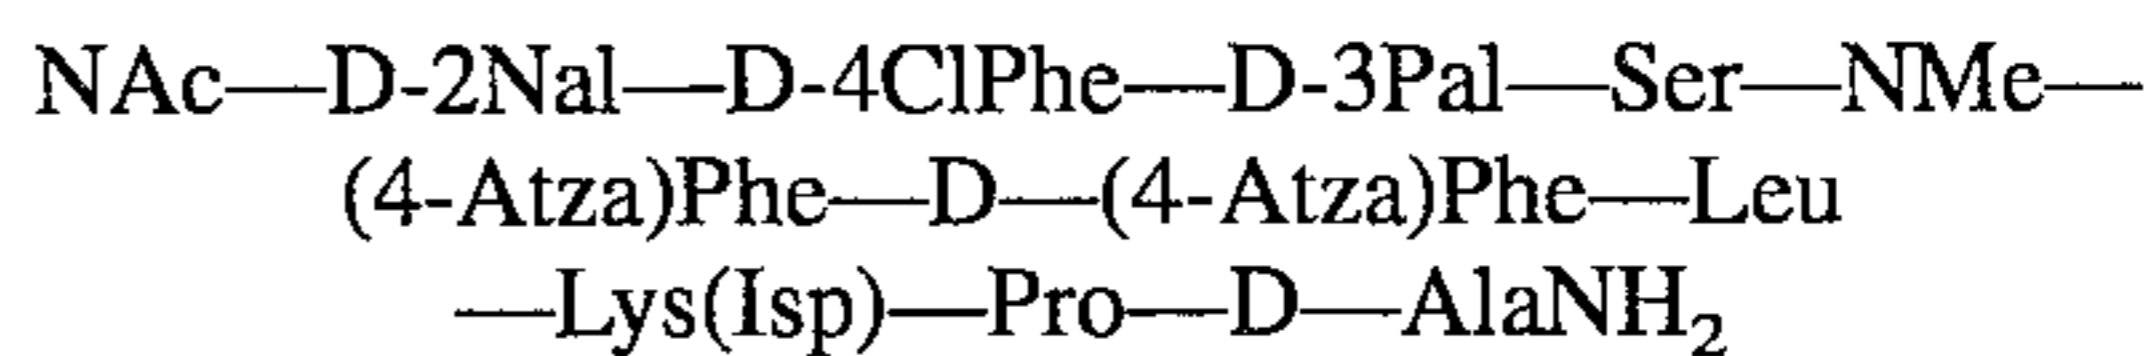 NAc—D-2Nal—D-4ClPhe—D-3Pal—Ser—NMe—
(4-Atza)Phe—D—(4-Atza)Phe—Leu
—Lys(Isp)—Pro—D—AlaNH₂